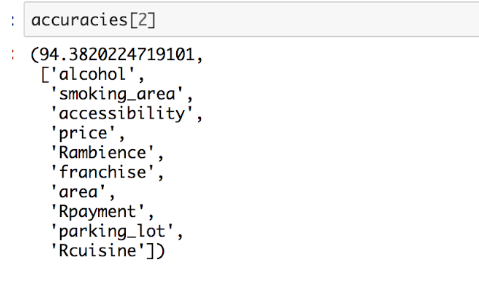 accuracies[2]
(94.3820224719101,
['alcohol',
'smoking_area',
'accessibility',
'price',
'Rambience',
'franchise',
'area',
'Rpayment',
'parking_lot',
'Rcuisine'])